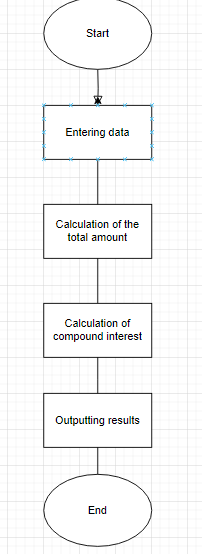 Start
Entering data
Calculation of the
total amount
Calculation of
compound interest
Outputting results
End